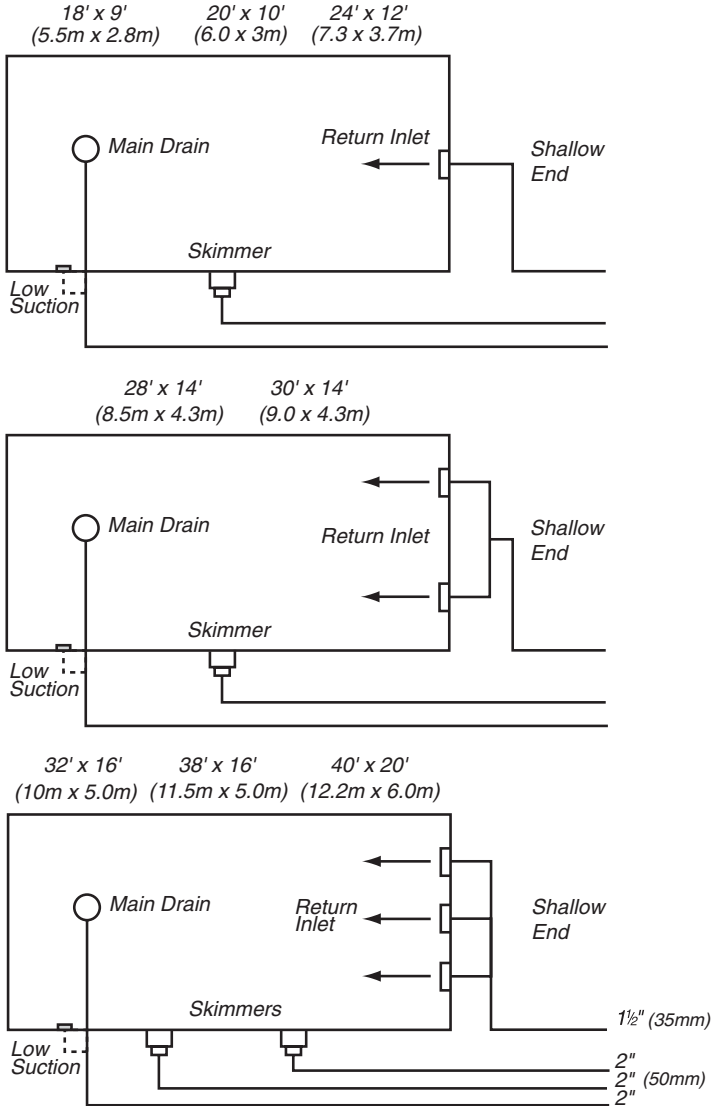 18' x 9' 20' x 10' 24' x 12'
(5.5m x 2.8m) (6.0 x 3m) (7.3 x 3.7m)
Main Drain
Return Inlet
Shallow
End
Skimmer
Low
Suction
28' x 14' 30' x 14'
(8.5m x 4.3m) (9.0 x 4.3m)
Main Drain
Return Inlet
Shallow
End
Skimmer
Low
Suction
32' x 16' 38' x 16' 40' x 20'
(10m x 5.0m) (11.5m x 5.0m) (12.2m x 6.0m)
Main Drain
Return
Inlet
Shallow
End
Skimmers
Low
Suction
1½" (35mm)
2"
2" (50mm)
2"